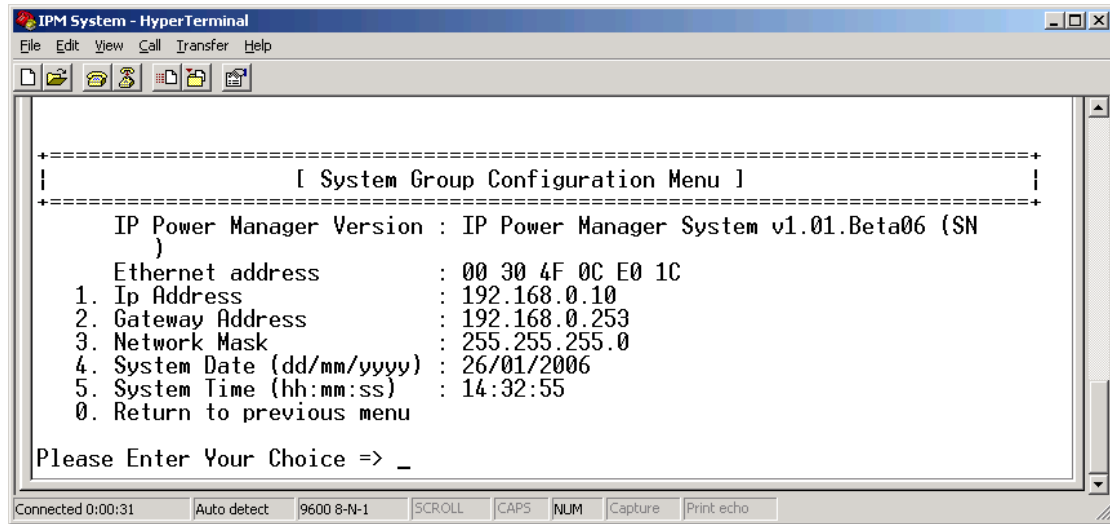 IPM System - HyperTerminal
File Edit View Call Transfer Help
+==========================================================================+
¦ [ System Group Configuration Menu ] ¦
+==========================================================================+
IP Power Manager Version : IP Power Manager System v1.01.Beta06 (SN
)
Ethernet address : 00 30 4F 0C E0 1C
1. Ip Address : 192.168.0.10
2. Gateway Address : 192.168.0.253
3. Network Mask : 255.255.255.0
4. System Date (dd/mm/yyyy) : 26/01/2006
5. System Time (hh:mm:ss) : 14:32:55
0. Return to previous menu
Please Enter Your Choice => _
Connected 0:00:31 Auto detect 9600 8-N-1 SCROLL CAPS NUM Capture Print echo